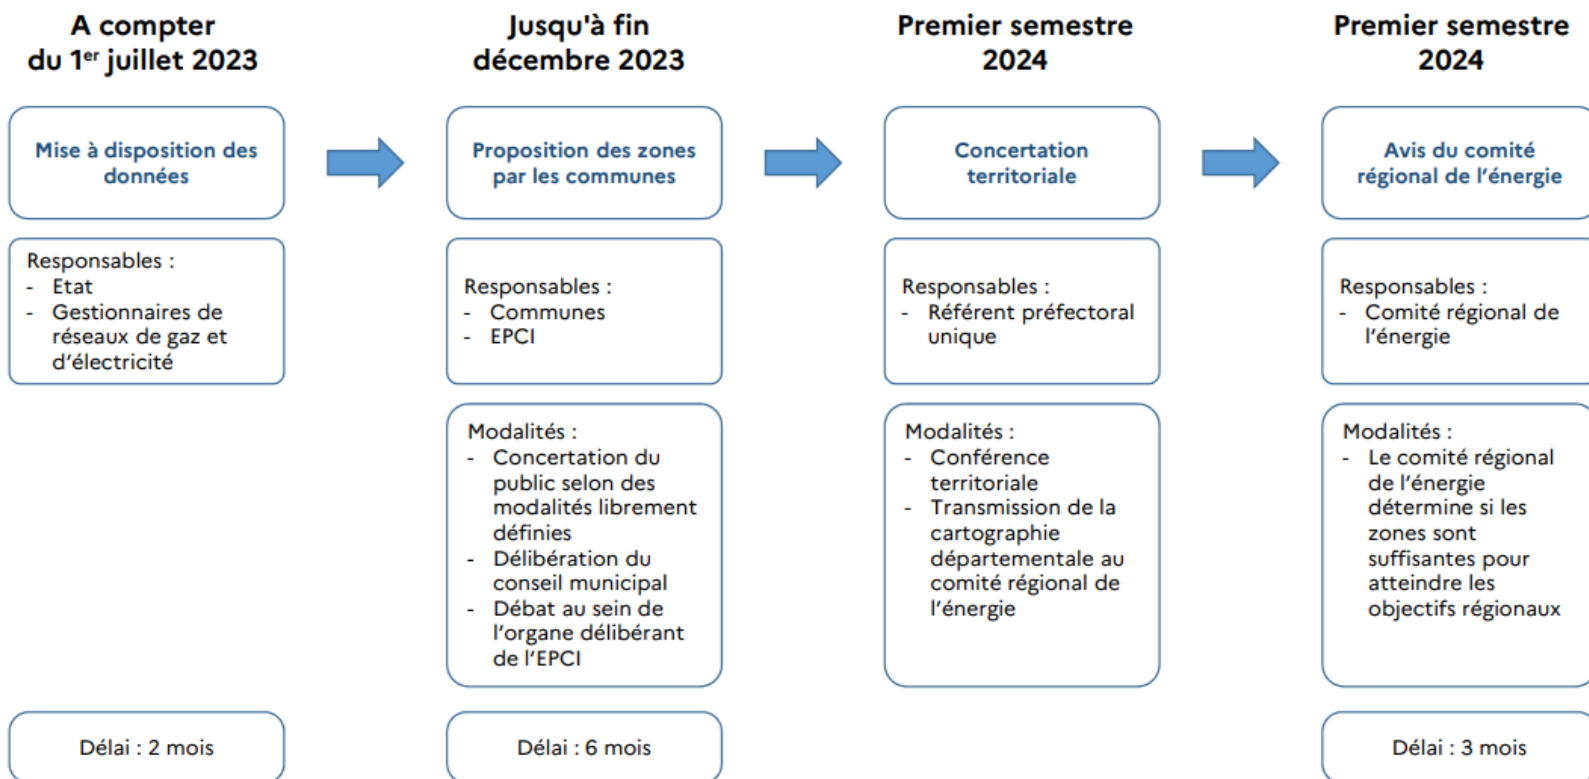 A compter
du 1er juillet 2023
Jusqu'à fin
décembre 2023
Premier semestre
2024
Premier semestre
2024
Mise à disposition des
données
Proposition des zones
par les communes
Concertation
territoriale
Avis du comité
régional de l'énergie
Responsables :
- Etat
- Gestionnaires de
réseaux de gaz et
d'électricité
Responsables :
- Communes
- EPCI
Responsables :
- Référent préfectoral
unique
Responsables :
- Comité régional de
l'énergie
Modalités :
- Concertation du
public selon des
modalités librement
définies
- Délibération du
conseil municipal
- Débat au sein de
l'organe délibérant
de l'EPCI
Modalités :
- Conférence
territoriale
- Transmission de la
cartographie
départementale au
comité régional de
l'énergie
Modalités :
- Le comité régional
de l'énergie
détermine si les
zones sont
suffisantes pour
atteindre les
objectifs régionaux
Délai : 2 mois
Délai : 6 mois
Délai : 3 mois